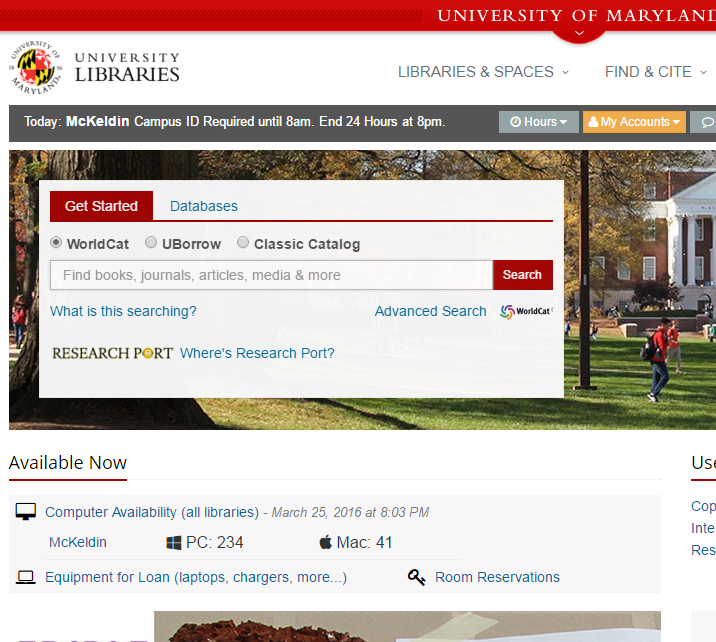 UNIVERSITY OF MARYLAND
UNIVERSITY OF
18 56
MARYLAND
UNIVERSITY
LIBRARIES
LIBRARIES & SPACES
FIND & CITE
Today: McKeldin Campus ID Required until 8am. End 24 Hours at 8pm.
Hours
My Accounts
Get Started
Databases
WorldCat UBorrow Classic Catalog
Find books, journals, articles, media & more
Search
What is this searching?
Advanced Search
WorldCat
RESEARCH PORT Where's Research Port?
Available Now
Use
Computer Availability (all libraries) - March 25, 2016 at 8:03 PM
Cop
McKeldin PC: 234 Mac: 41
Inte
Res
Equipment for Loan (laptops, chargers, more...)
Room Reservations